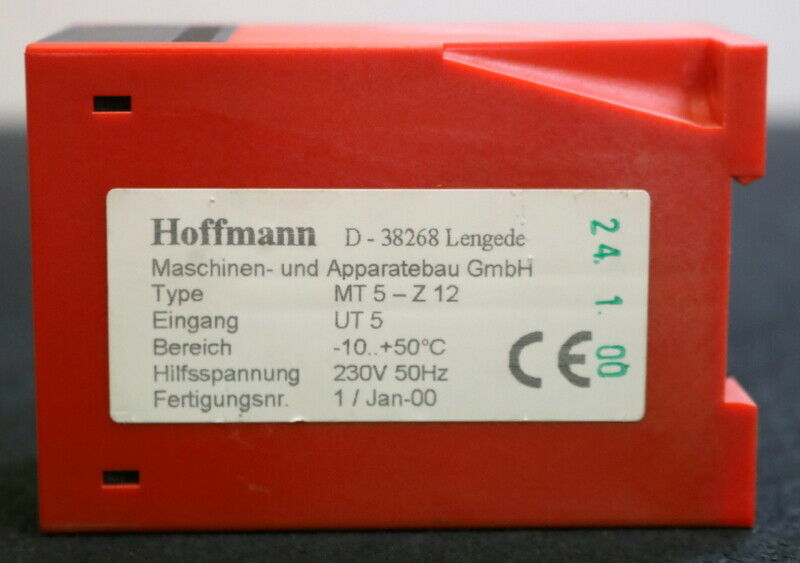 Hoffmann D - 38268 Lengede
Maschinen- und Apparatebau GmbH
Type MT 5 – Z 12
Eingang UT 5
Bereich -10..+50°C
Hilfsspannung 230V 50Hz
Fertigungsnr. 1 / Jan-00
CE
24. 1. 00